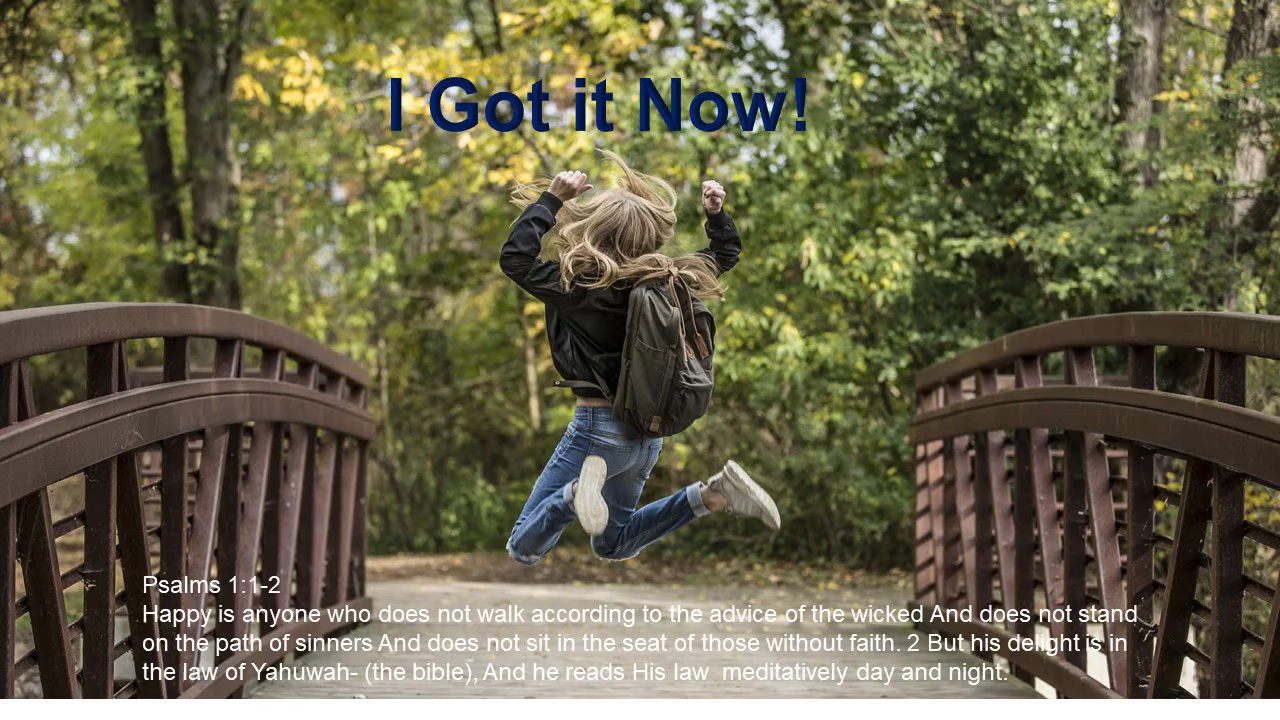 I Got it Now!
Psalms 1:1-2
Happy is anyone who does not walk according to the advice of the wicked And does not stand
on the path of sinners And does not sit in the seat of those without faith. 2 But his delight is in
the law of Yahuwah- (the bible), And he reads His law  meditatively day and night.